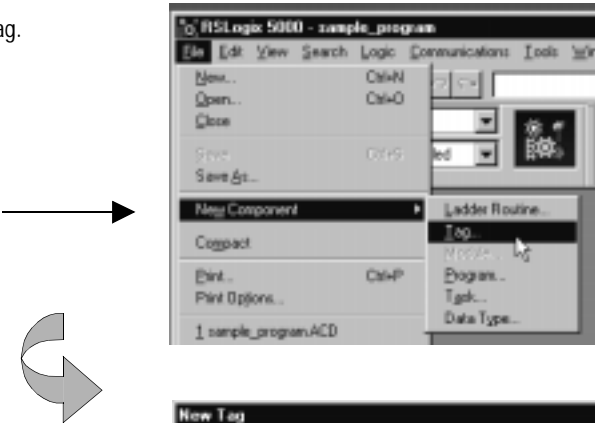 ag.
RSLogix 5000 - sample_program
File Edit View Search Logic Communications Tools Win
New... Ctrl+N
Open... Ctrl+O
Close
Save Ctrl+S
Save As...
New Component
Compact
Print... Ctrl+P
Print Options...
1 sample_program.ACD
led
Ladder Routine...
Tag...
Module...
Program...
Task...
Data Type...
New Tag